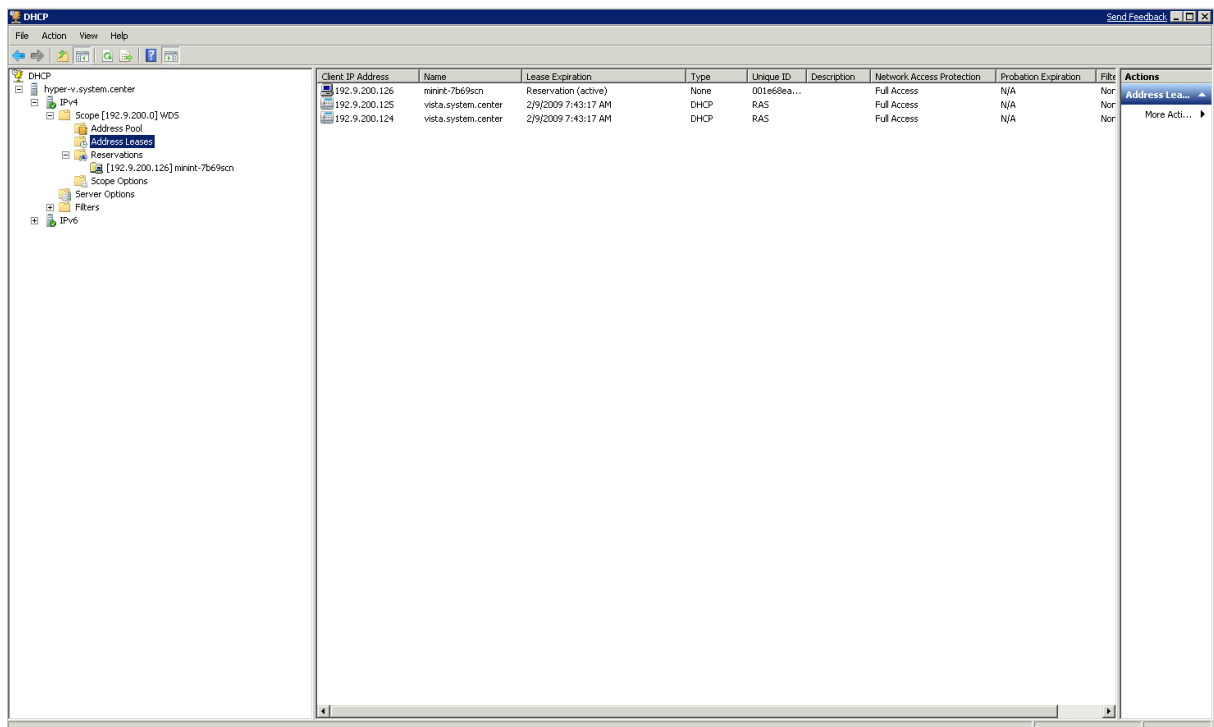 DHCP
Send Feedback
File Action View Help
DHCP
hyper-v.system.center
IPv4
Scope [192.9.200.0] WDS
Address Pool
Address Leases
Reservations
[192.9.200.126] minint-7b69scn
Scope Options
Server Options
Filters
IPv6
Client IP Address Name Lease Expiration Type Unique ID Description Network Access Protection Probation Expiration Filte
192.9.200.126 minint-7b69scn Reservation (active) None 001e68ea... Full Access N/A Nor
192.9.200.125 vista.system.center 2/9/2009 7:43:17 AM DHCP RAS Full Access N/A Nor
192.9.200.124 vista.system.center 2/9/2009 7:43:17 AM DHCP RAS Full Access N/A Nor
Actions
Address Lea...
More Acti...